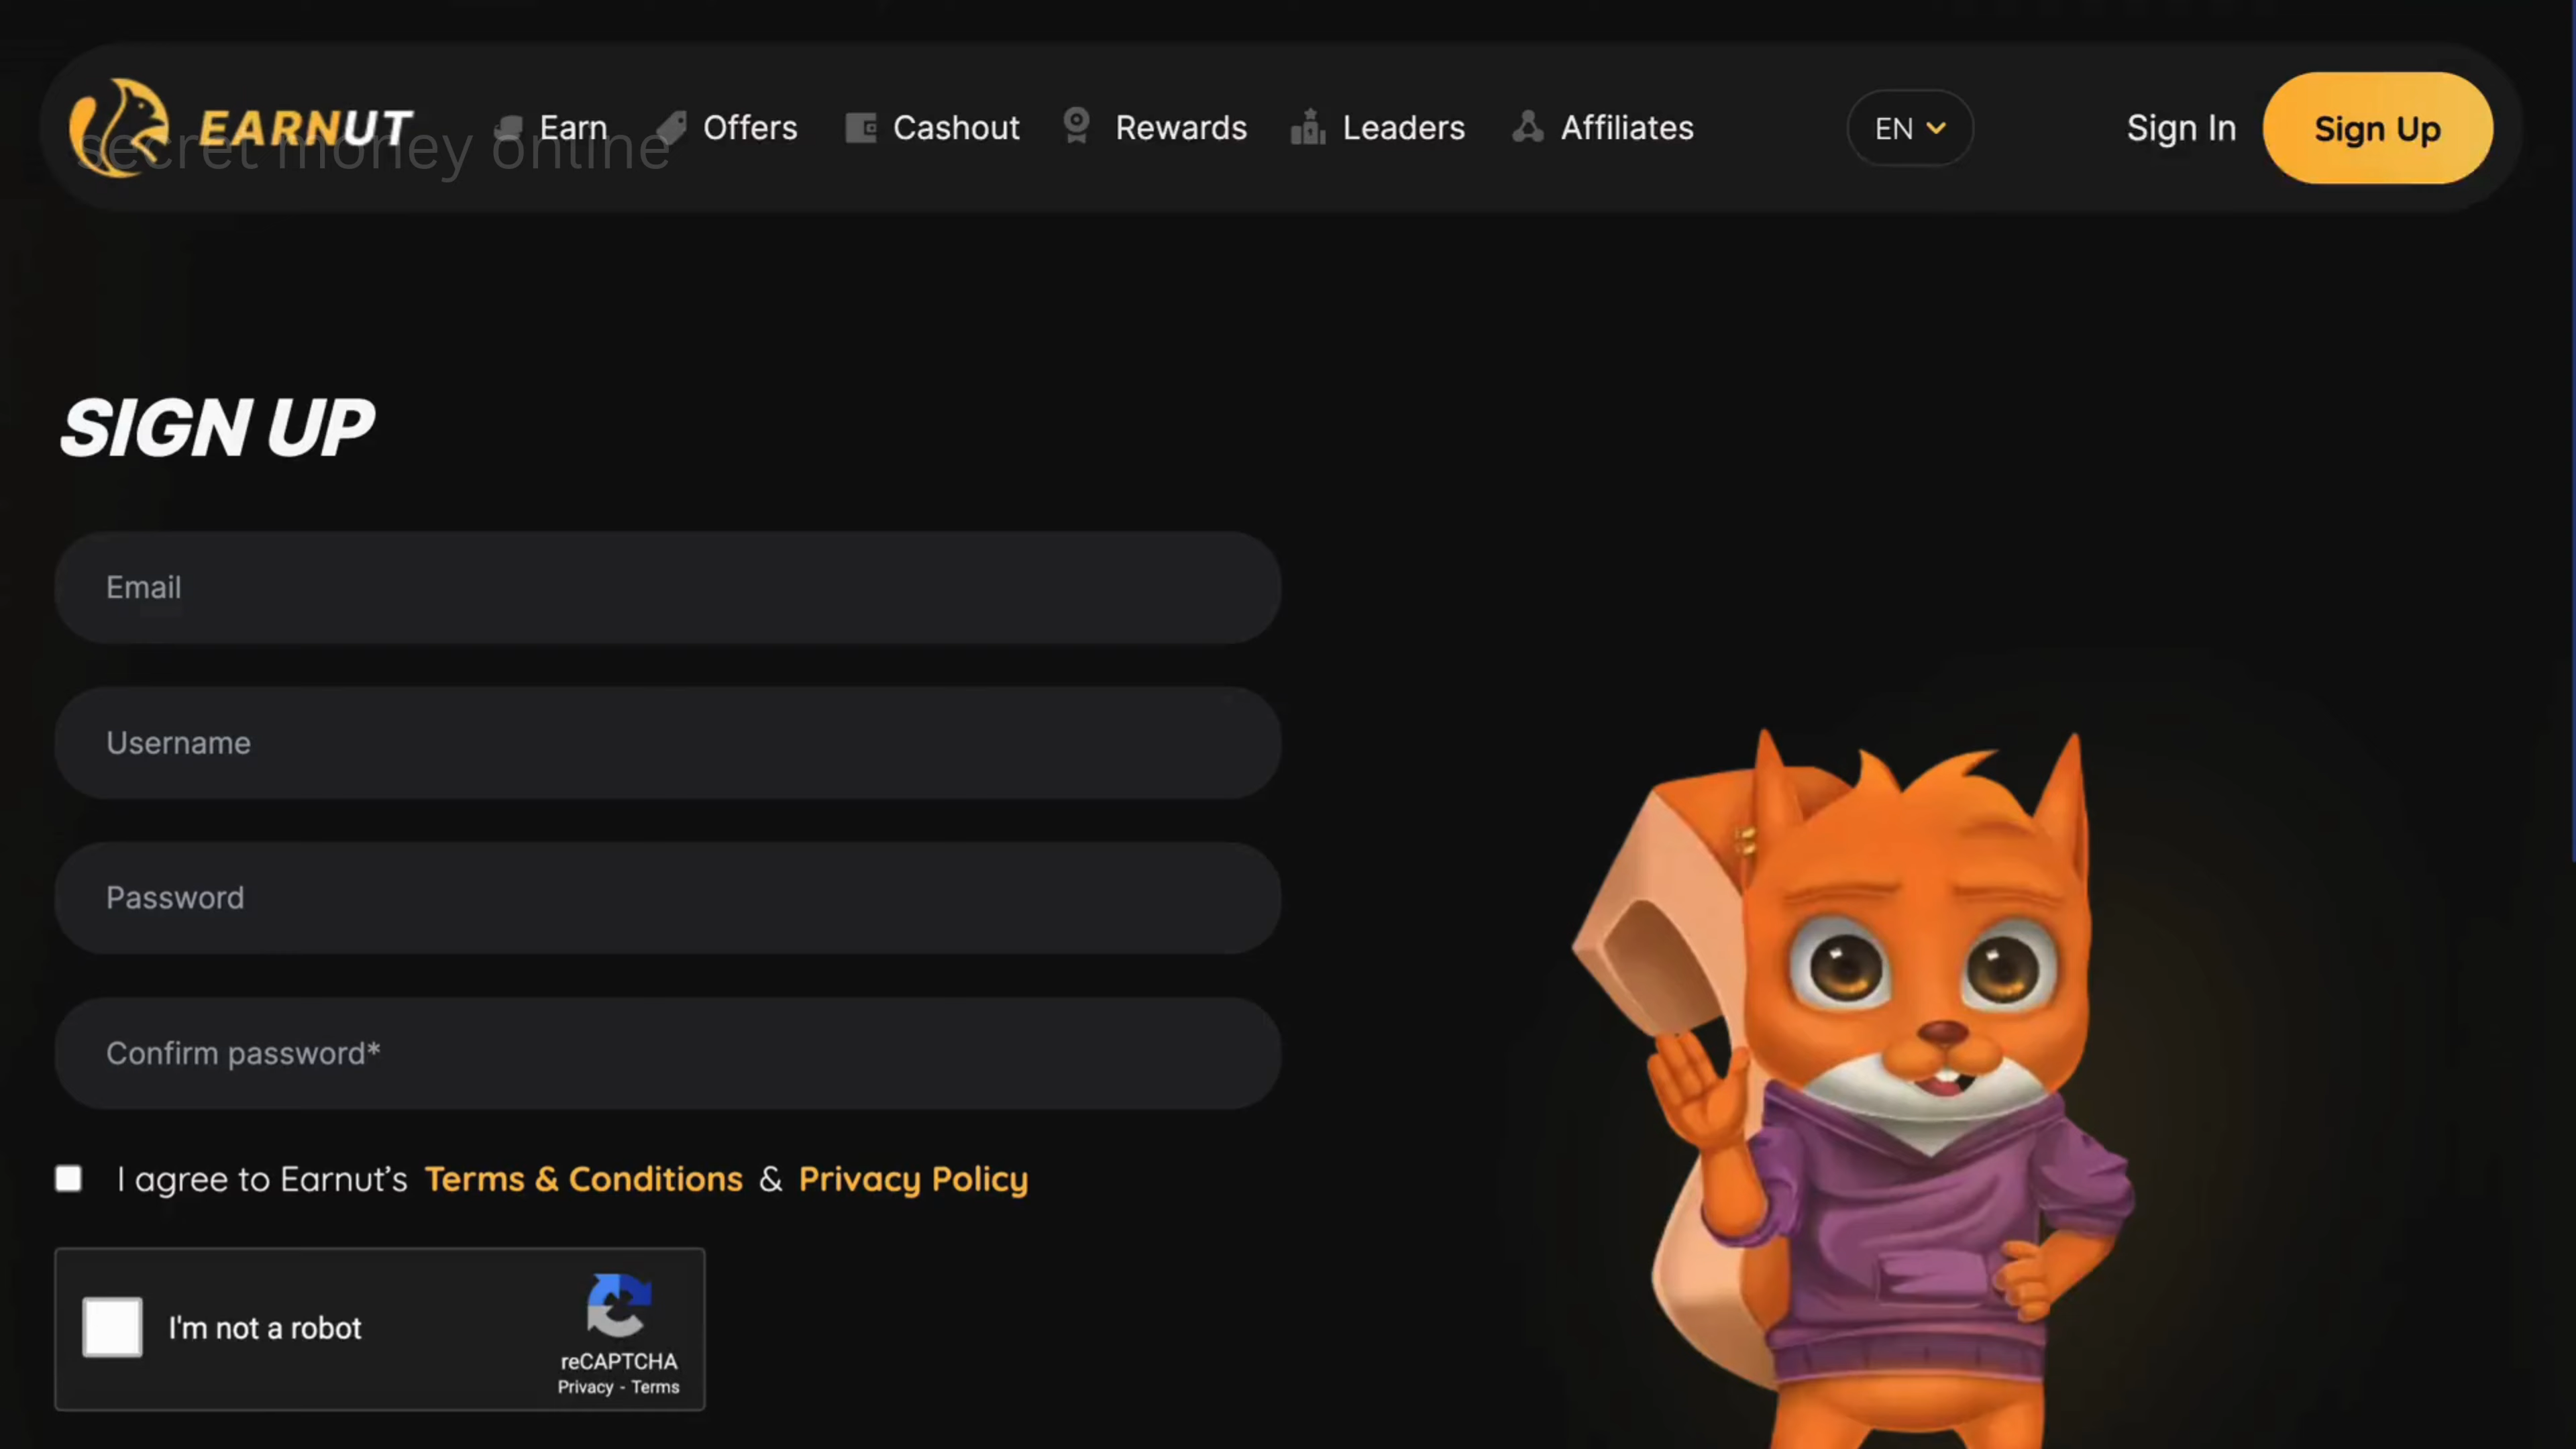 EARNUT
secret money online
Earn
Offers
Cashout
Rewards
Leaders
Affiliates
EN
Sign In
Sign Up
SIGN UP
Email
Username
Password
Confirm password*
I agree to Earnut’s Terms & Conditions & Privacy Policy
I'm not a robot
reCAPTCHA
Privacy - Terms